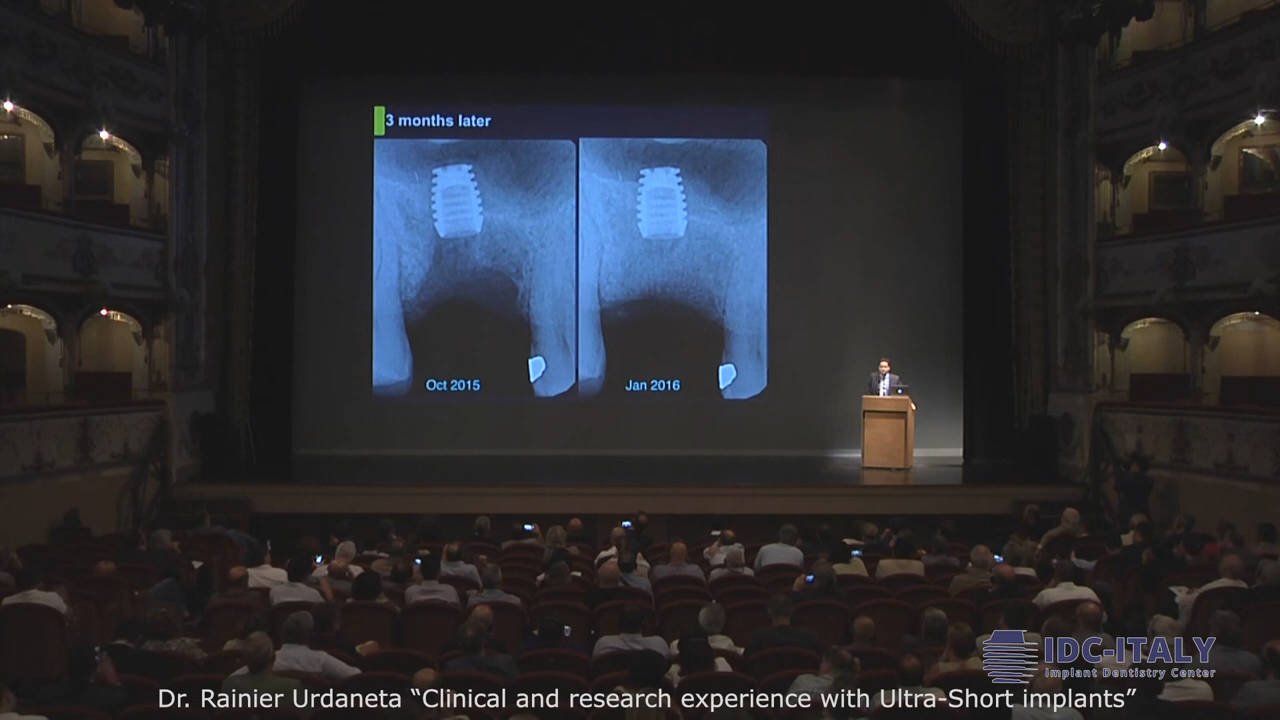 3 months later
Oct 2015
Jan 2016
IDC-ITALY
Implant Dentistry Center
Dr. Rainier Urdaneta “Clinical and research experience with Ultra-Short implants”